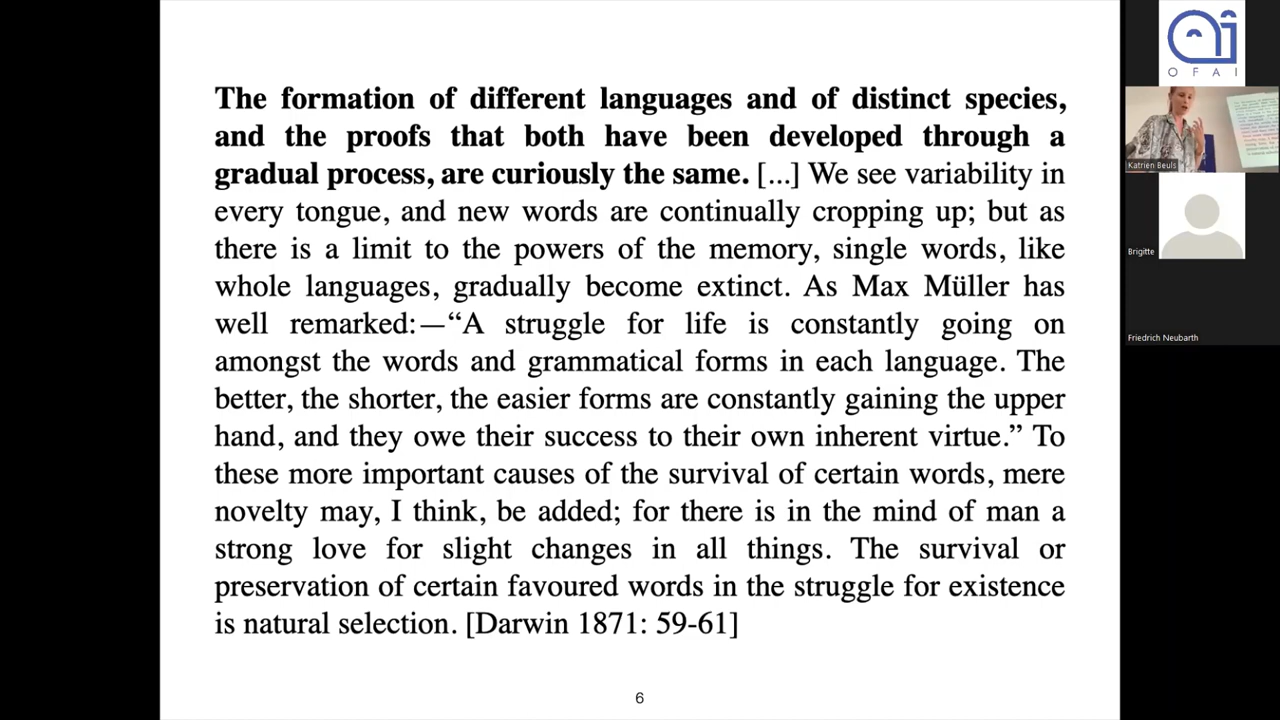 The formation of different languages and of distinct species,
and the proofs that both have been developed through a
gradual process, are curiously the same. [...] We see variability in
every tongue, and new words are continually cropping up; but as
there is a limit to the powers of the memory, single words, like
whole languages, gradually become extinct. As Max Müller has
well remarked:—“A struggle for life is constantly going on
amongst the words and grammatical forms in each language. The
better, the shorter, the easier forms are constantly gaining the upper
hand, and they owe their success to their own inherent virtue.” To
these more important causes of the survival of certain words, mere
novelty may, I think, be added; for there is in the mind of man a
strong love for slight changes in all things. The survival or
preservation of certain favoured words in the struggle for existence
is natural selection. [Darwin 1871: 59-61]
6
OFAI
Katrien Beuls
Brigitte
Friedrich Neubarth